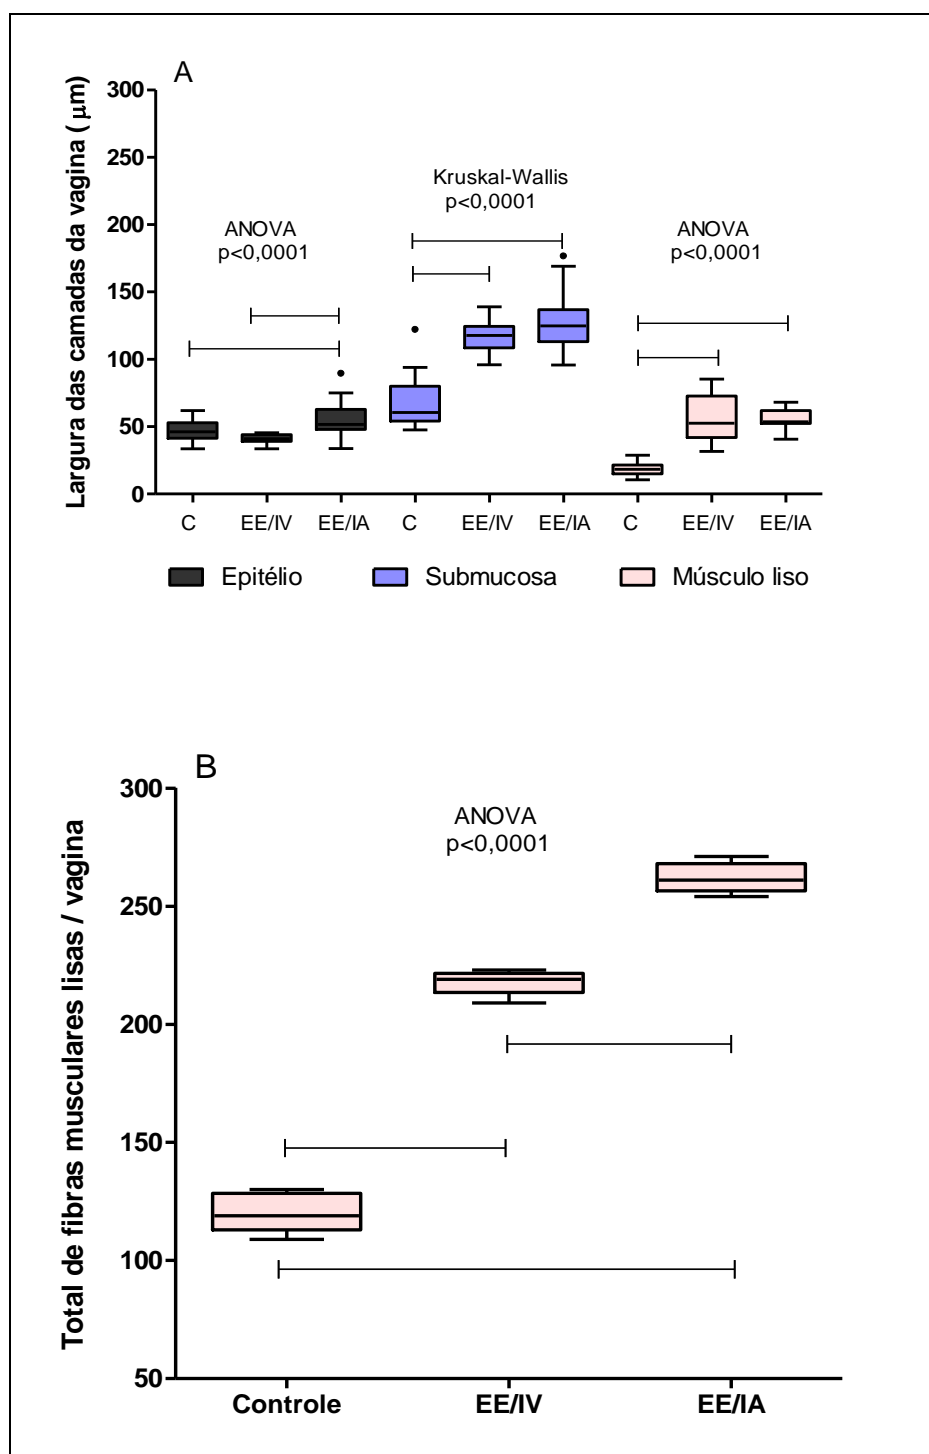 A
Largura das camadas da vagina ( μm)
300
250
200
150
100
50
0
ANOVA
p<0,0001
Kruskal-Wallis
p<0,0001
ANOVA
p<0,0001
C EE/IV EE/IA C EE/IV EE/IA C EE/IV EE/IA
Epitélio Submucosa Músculo liso
B
Total de fibras musculares lisas / vagina
300
250
200
150
100
50
ANOVA
p<0,0001
Controle EE/IV EE/IA